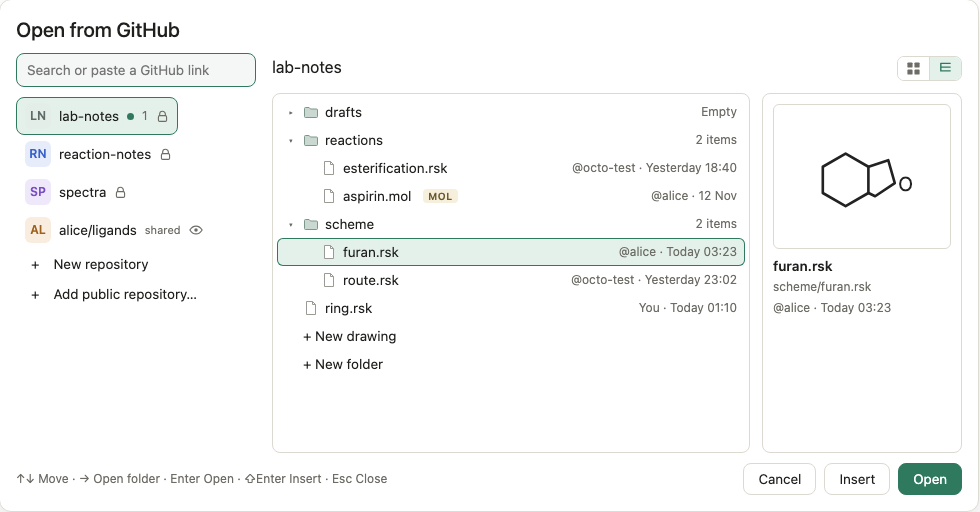 Open from GitHub
Search or paste a GitHub link
LN lab-notes 1
RN reaction-notes
SP spectra
AL alice/ligands shared
+ New repository
+ Add public repository...
lab-notes
drafts Empty
reactions 2 items
esterification.rsk @octo-test · Yesterday 18:40
aspirin.mol MOL @alice · 12 Nov
scheme 2 items
furan.rsk @alice · Today 03:23
route.rsk @octo-test · Yesterday 23:02
ring.rsk You · Today 01:10
+ New drawing
+ New folder
O
furan.rsk
scheme/furan.rsk
@alice · Today 03:23
↑↓ Move · → Open folder · Enter Open · ⇧Enter Insert · Esc Close
Cancel Insert Open